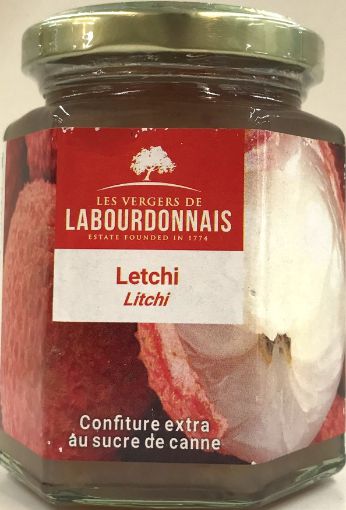 LES VERGERS DE
LABOURDONNAIS
ESTATE FOUNDED IN 1774
Letchi
Litchi
Confiture extra
au sucre de canne